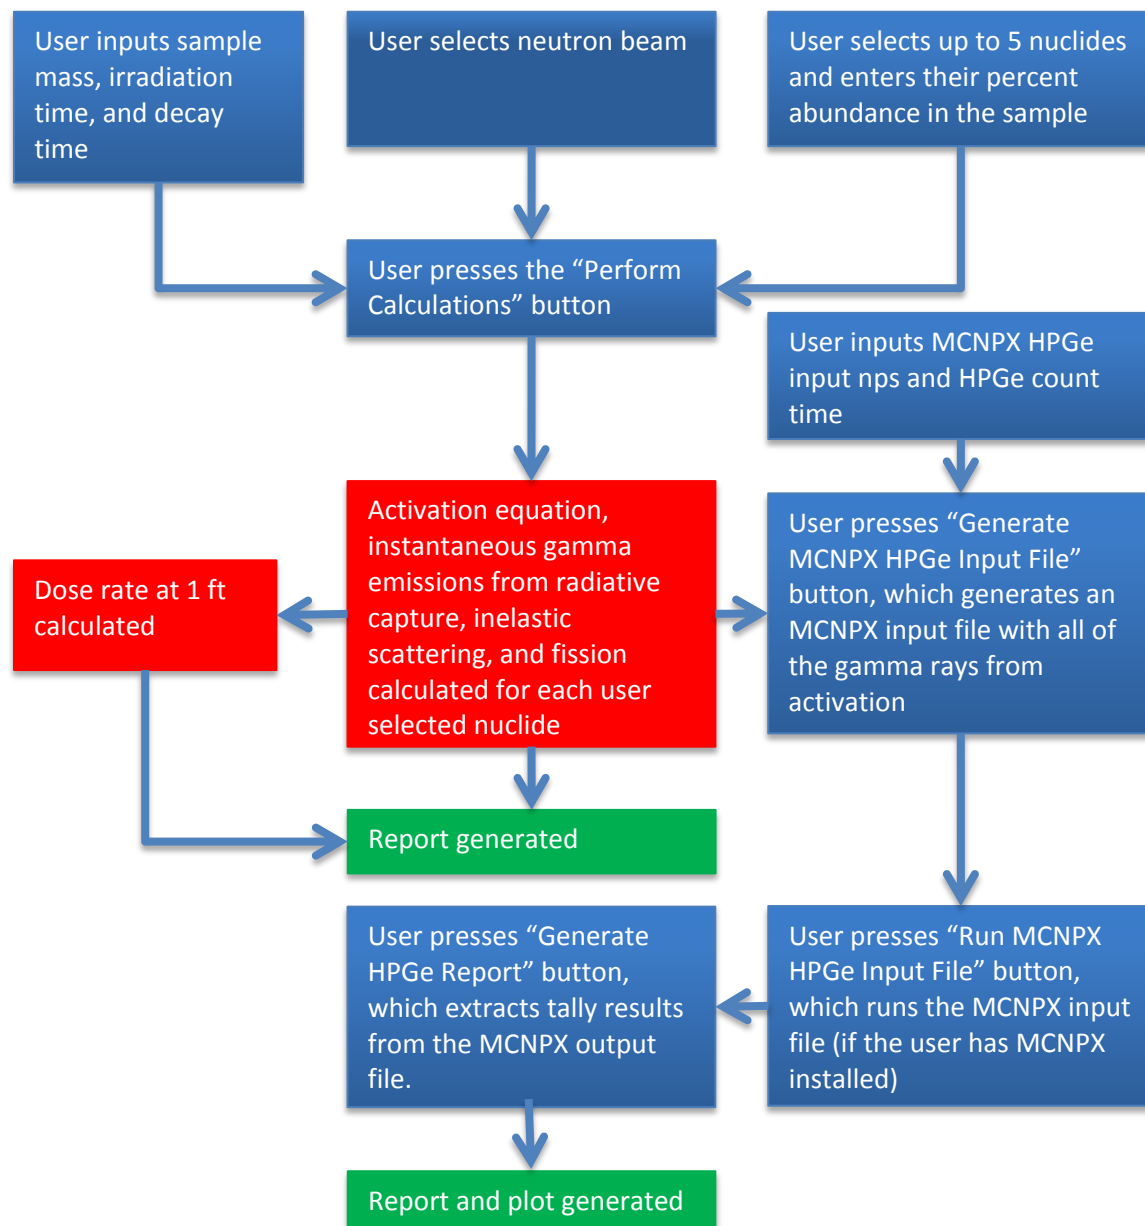 User inputs sample
mass, irradiation
time, and decay
time
User selects neutron beam
User selects up to 5 nuclides
and enters their percent
abundance in the sample
User presses the “Perform
Calculations” button
User inputs MCNPX HPGe
input nps and HPGe count
time
Activation equation,
instantaneous gamma
emissions from radiative
capture, inelastic
scattering, and fission
calculated for each user
selected nuclide
User presses “Generate
MCNPX HPGe Input File”
button, which generates an
MCNPX input file with all of
the gamma rays from
activation
Dose rate at 1 ft
calculated
Report generated
User presses “Generate
HPGe Report” button,
which extracts tally results
from the MCNPX output
file.
User presses “Run MCNPX
HPGe Input File” button,
which runs the MCNPX input
file (if the user has MCNPX
installed)
Report and plot generated